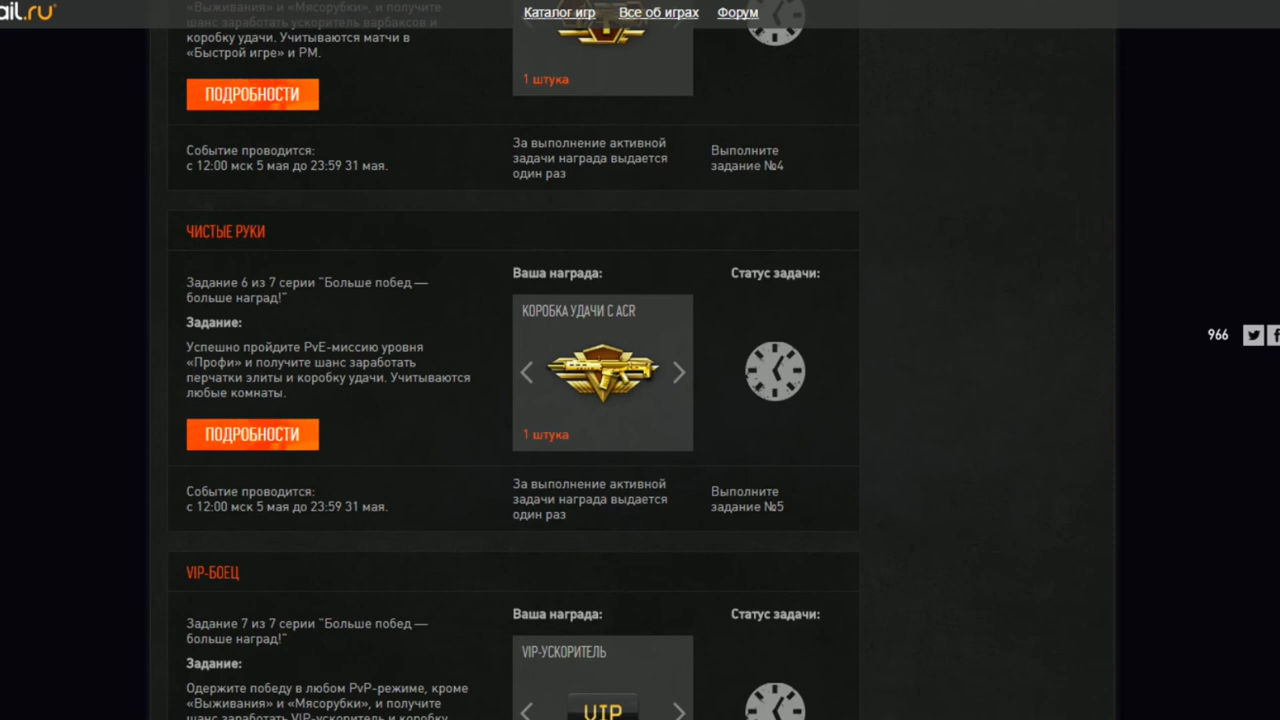 ail.ru
Каталог игр
Все об играх
Форум
«Выживания» и «Мясорубки», и получите
шанс заработать ускоритель варбаксов и
коробку удачи. Учитываются матчи в
«Быстрой игре» и РМ.
1 штука
ПОДРОБНОСТИ
Событие проводится:
с 12:00 мск 5 мая до 23:59 31 мая.
За выполнение активной
задачи награда выдается
один раз
Выполните
задание №4
ЧИСТЫЕ РУКИ
Задание 6 из 7 серии "Больше побед —
больше наград!"
Задание:
Успешно пройдите PvE-миссию уровня
«Профи» и получите шанс заработать
перчатки элиты и коробку удачи. Учитываются
любые комнаты.
ПОДРОБНОСТИ
Ваша награда:
КОРОБКА УДАЧИ С ACR
1 штука
Статус задачи:
966
Событие проводится:
с 12:00 мск 5 мая до 23:59 31 мая.
За выполнение активной
задачи награда выдается
один раз
Выполните
задание №5
VIP-БОЕЦ
Задание 7 из 7 серии "Больше побед —
больше наград!"
Задание:
Одержите победу в любом PvP-режиме, кроме
«Выживания» и «Мясорубки», и получите
шанс заработать VIP-ускоритель и коробку
Ваша награда:
VIP-УСКОРИТЕЛЬ
VIP
Статус задачи: